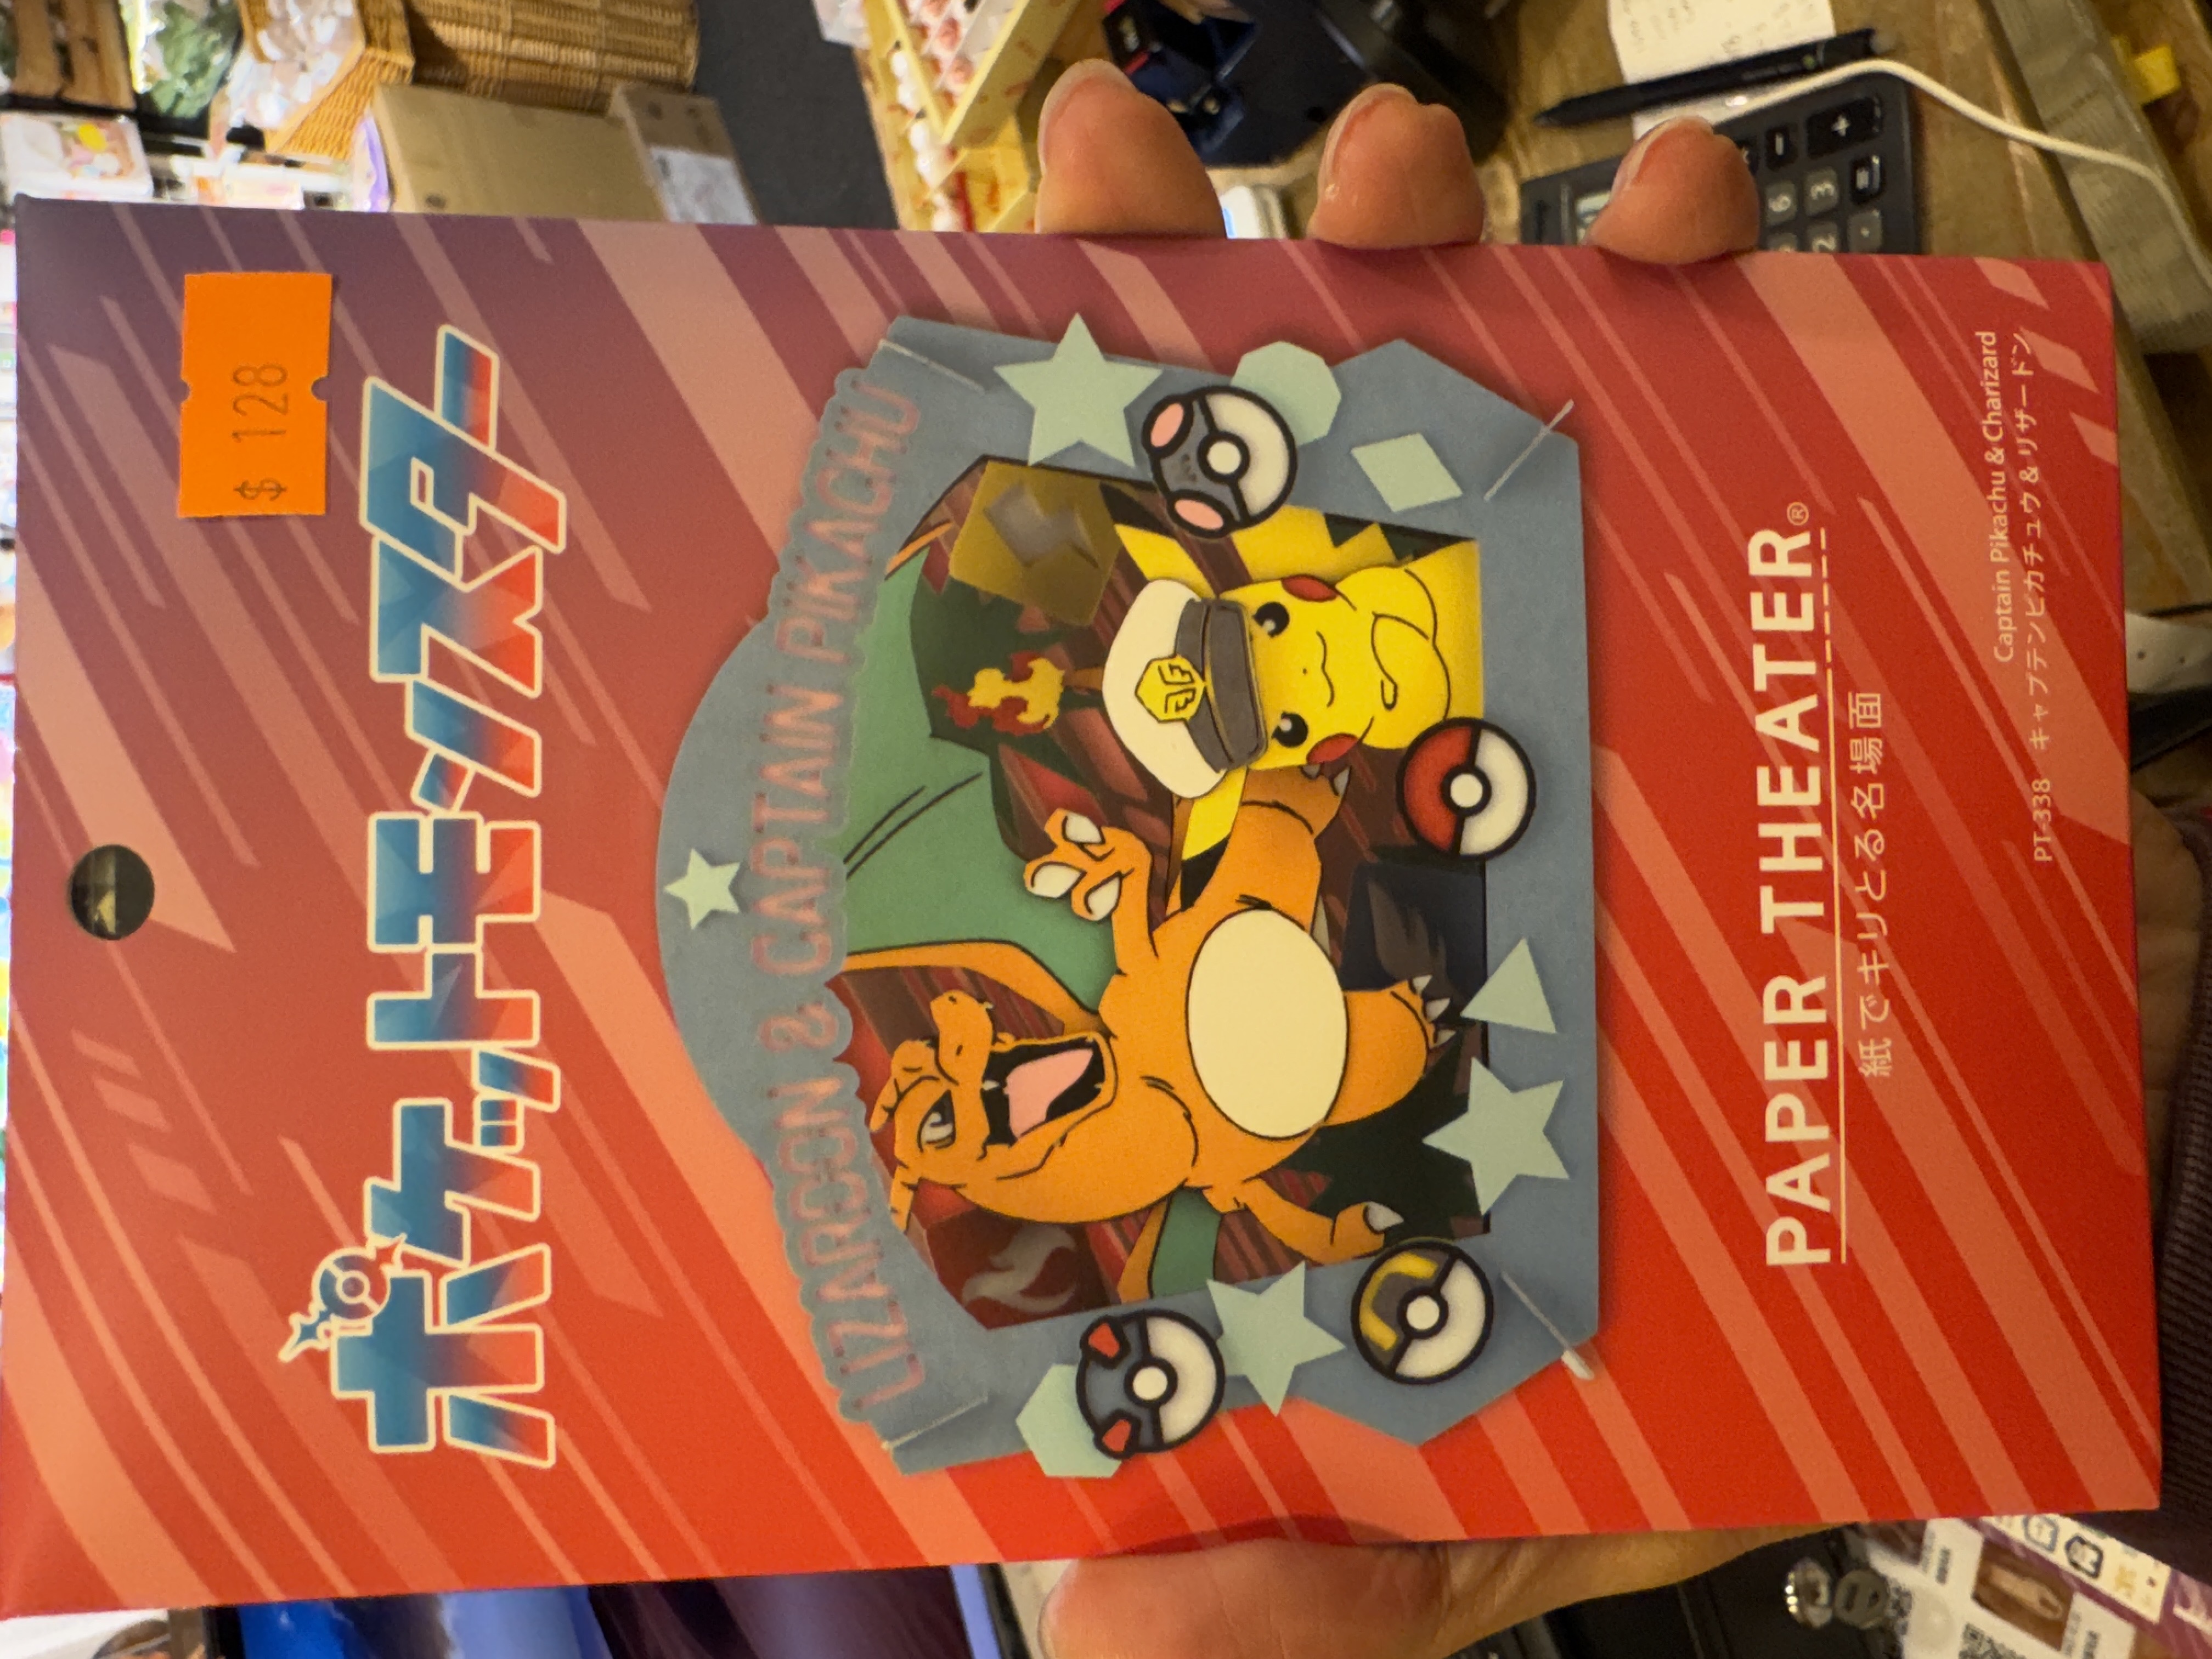 $ 128
ポケットモンスター
LIZARDON & CAPTAIN PIKACHU
PAPER THEATER®
紙でキリとる名場面
Captain Pikachu & Charizard
PT-338 キャプテンピカチュウ & リザードン